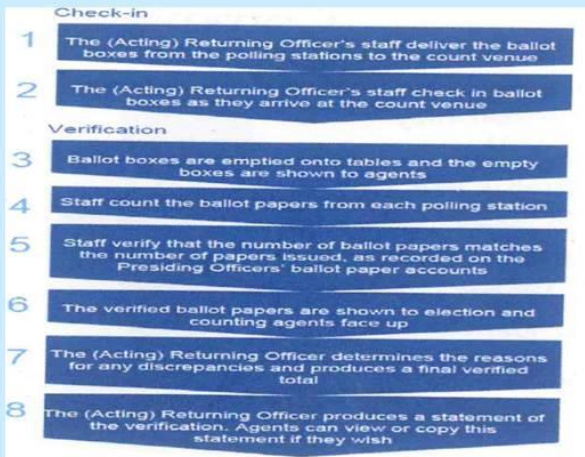 Check-in
1
The (Acting) Returning Officer's staff deliver the ballot
boxes from the polling stations to the count venue
2
The (Acting) Returning Officer's staff check in ballot
boxes as they arrive at the count venue
Verification
3
Ballot boxes are emptied onto tables and the empty
boxes are shown to agents
4
Staff count the ballot papers from each polling station
5
Staff verify that the number of ballot papers matches
the number of papers issued, as recorded on the
Presiding Officers' ballot paper accounts
6
The verified ballot papers are shown to election and
counting agents face up
7
The (Acting) Returning Officer determines the reasons
for any discrepancies and produces a final verified
total
8
The (Acting) Returning Officer produces a statement of
the verification. Agents can view or copy this
statement if they wish